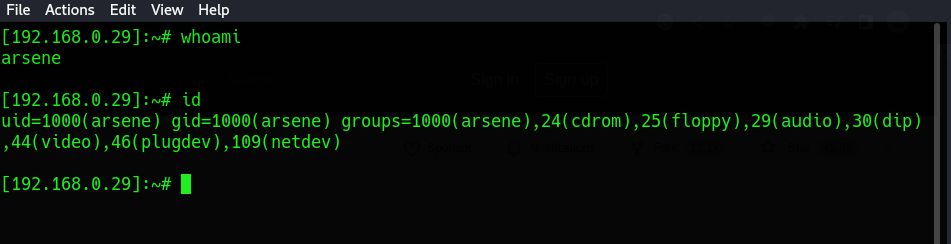 File Actions Edit View Help
[192.168.0.29]:~# whoami
arsene
[192.168.0.29]:~# id
uid=1000(arsene) gid=1000(arsene) groups=1000(arsene),24(cdrom),25(floppy),29(audio),30(dip)
,44(video),46(plugdev),109(netdev)
[192.168.0.29]:~#